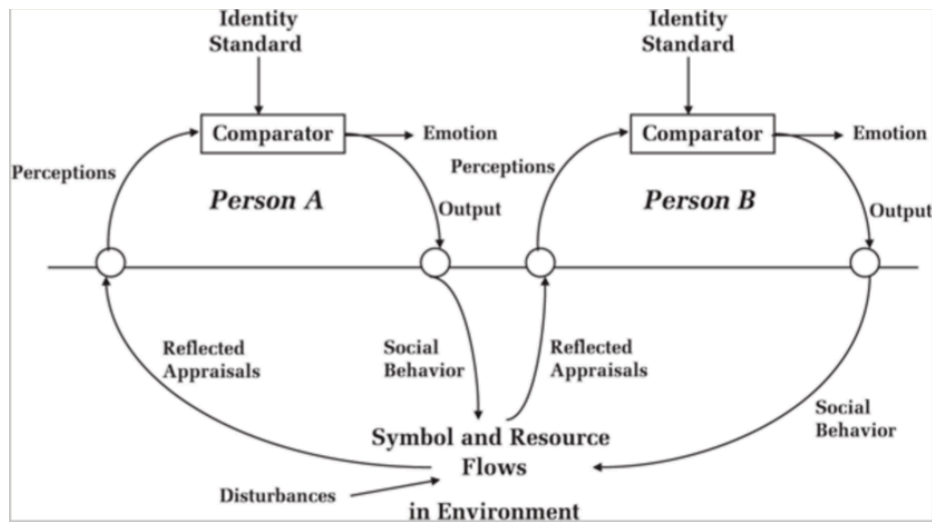 Identity
Standard
Identity
Standard
Comparator
Emotion
Comparator
Emotion
Perceptions
Perceptions
Person A
Output
Person B
Output
Reflected
Appraisals
Social
Behavior
Reflected
Appraisals
Social
Behavior
Symbol and Resource
Flows
Disturbances
in Environment